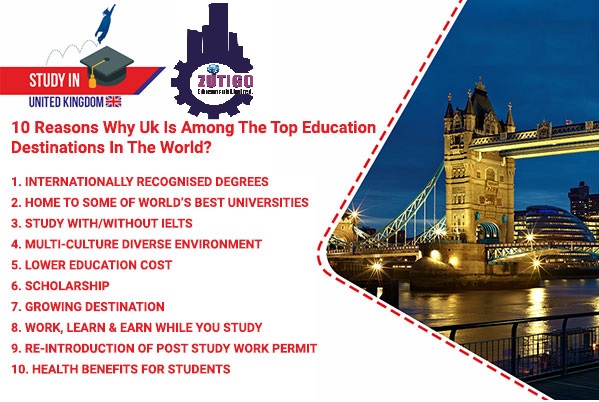 STUDY IN
UNITED KINGDOM
ZUTIGO
10 Reasons Why Uk Is Among The Top Education
Destinations In The World?
1. INTERNATIONALLY RECOGNISED DEGREES
2. HOME TO SOME OF WORLD'S BEST UNIVERSITIES
3. STUDY WITH/WITHOUT IELTS
4. MULTI-CULTURE DIVERSE ENVIRONMENT
5. LOWER EDUCATION COST
6. SCHOLARSHIP
7. GROWING DESTINATION
8. WORK, LEARN & EARN WHILE YOU STUDY
9. RE-INTRODUCTION OF POST STUDY WORK PERMIT
10. HEALTH BENEFITS FOR STUDENTS